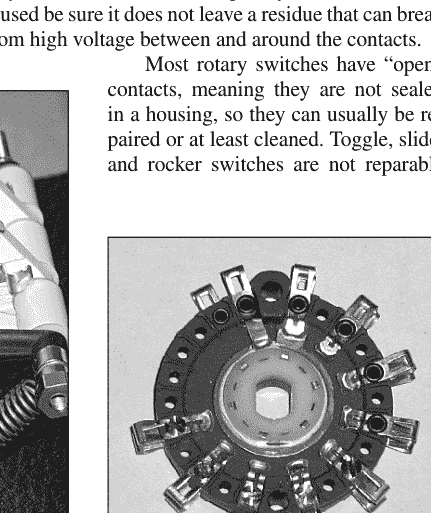 used be sure it does not leave a residue that can brea
om high voltage between and around the contacts.
Most rotary switches have “open
contacts, meaning they are not seale
in a housing, so they can usually be re
paired or at least cleaned. Toggle, slide
and rocker switches are not reparabl